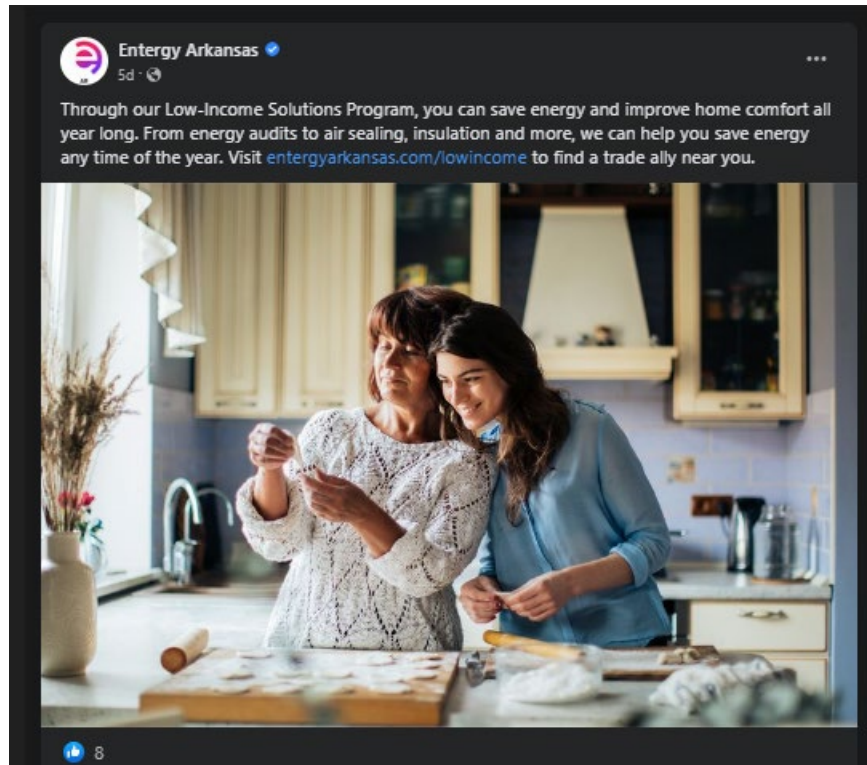 Entergy Arkansas
5d ·
Through our Low-Income Solutions Program, you can save energy and improve home comfort all
year long. From energy audits to air sealing, insulation and more, we can help you save energy
any time of the year. Visit entergyarkansas.com/lowincome to find a trade ally near you.
8